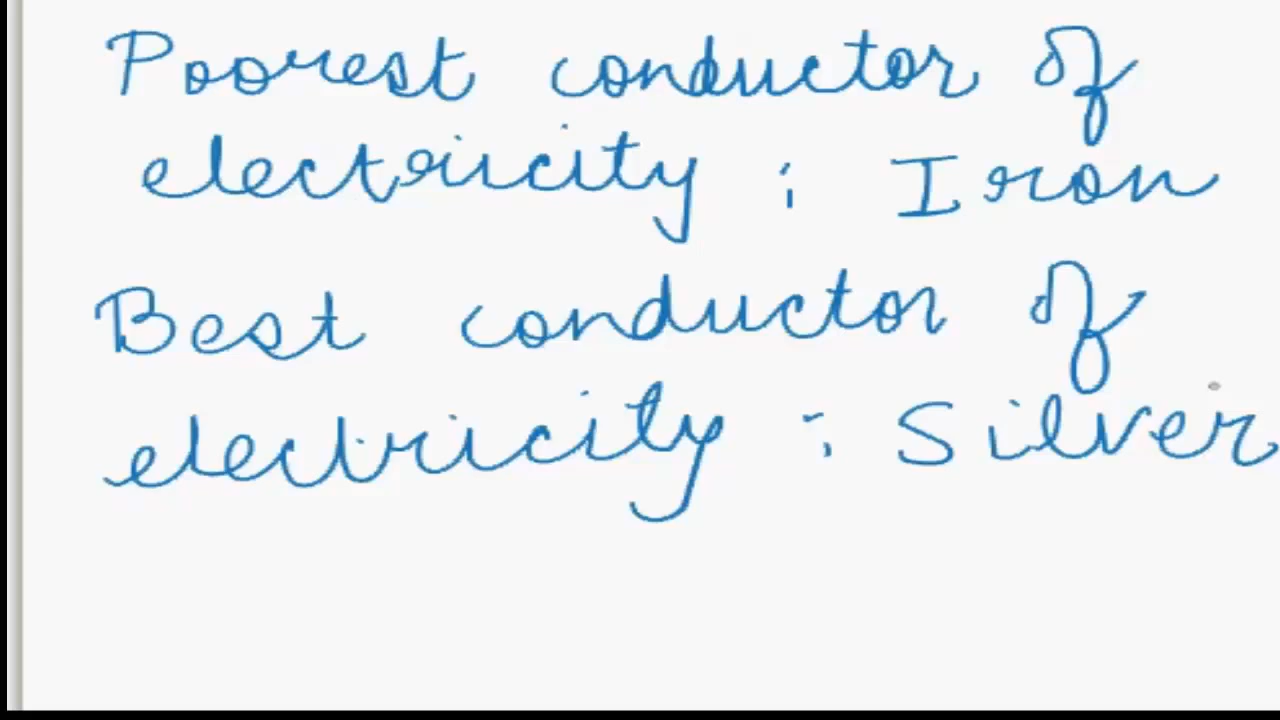 Poorest conductor of
electricity : Iron
Best conductor of
electricity : Silver